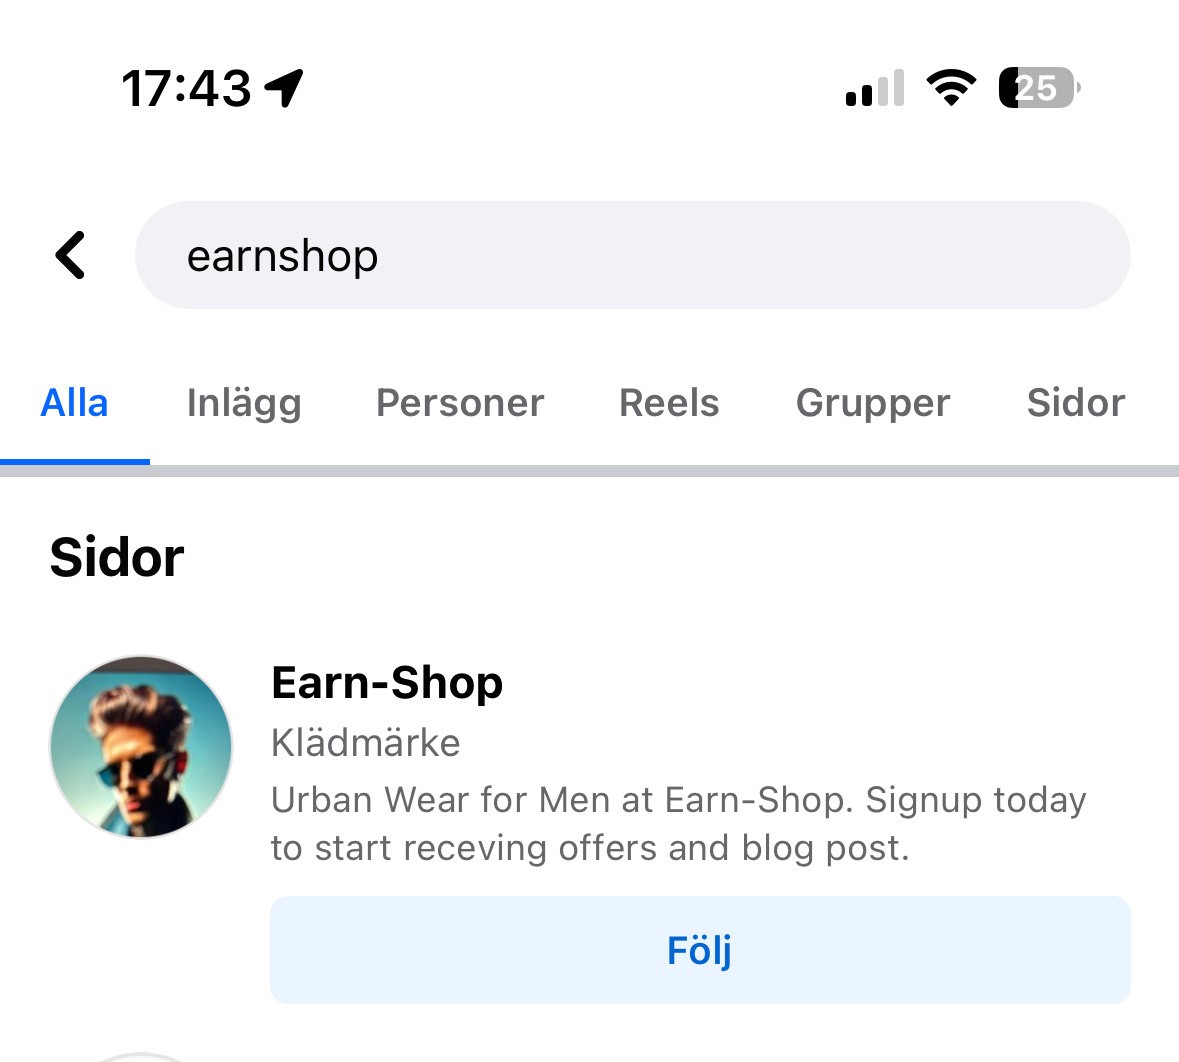 17:43
25
earnshop
Alla Inlägg Personer Reels Grupper Sidor
Sidor
Earn-Shop
Klädmärke
Urban Wear for Men at Earn-Shop. Signup today
to start receving offers and blog post.
Följ